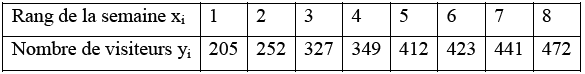 Rang de la semaine xi 1 2 3 4 5 6 7 8
Nombre de visiteurs yi 205 252 327 349 412 423 441 472